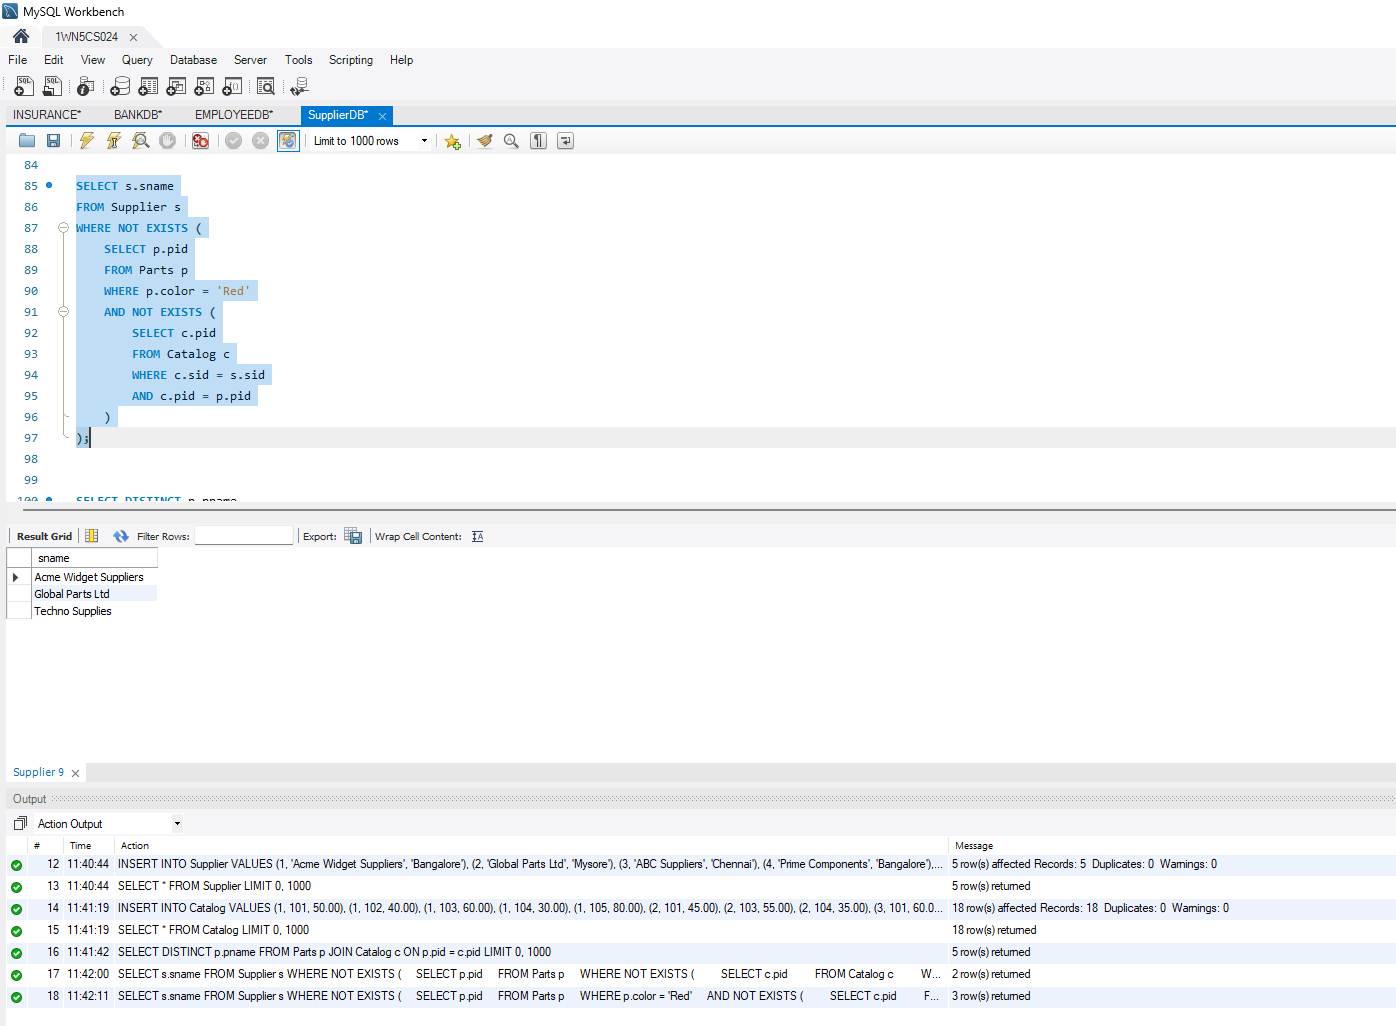 MySQL Workbench
1WN5CS024
File Edit View Query Database Server Tools Scripting Help
INSURANCE* BANKDB* EMPLOYEEDB* SupplierDB*
Limit to 1000 rows
84
85 SELECT s.sname
86 FROM Supplier s
87 WHERE NOT EXISTS (
88 SELECT p.pid
89 FROM Parts p
90 WHERE p.color = 'Red'
91 AND NOT EXISTS (
92 SELECT c.pid
93 FROM Catalog c
94 WHERE c.sid = s.sid
95 AND c.pid = p.pid
96 )
97 );
98
99
100 SELECT DISTINCT p.pname
Result Grid Filter Rows: Export: Wrap Cell Content:
sname
Acme Widget Suppliers
Global Parts Ltd
Techno Supplies
Supplier 9
Output
Action Output
# Time Action Message
12 11:40:44 INSERT INTO Supplier VALUES (1, 'Acme Widget Suppliers', 'Bangalore'), (2, 'Global Parts Ltd', 'Mysore'), (3, 'ABC Suppliers', 'Chennai'), (4, 'Prime Components', 'Bangalore'),... 5 row(s) affected Records: 5 Duplicates: 0 Warnings: 0
13 11:40:44 SELECT * FROM Supplier LIMIT 0, 1000 5 row(s) returned
14 11:41:19 INSERT INTO Catalog VALUES (1, 101, 50.00), (1, 102, 40.00), (1, 103, 60.00), (1, 104, 30.00), (1, 105, 80.00), (2, 101, 45.00), (2, 103, 55.00), (2, 104, 35.00), (3, 101, 60.0... 18 row(s) affected Records: 18 Duplicates: 0 Warnings: 0
15 11:41:19 SELECT * FROM Catalog LIMIT 0, 1000 18 row(s) returned
16 11:41:42 SELECT DISTINCT p.pname FROM Parts p JOIN Catalog c ON p.pid = c.pid LIMIT 0, 1000 5 row(s) returned
17 11:42:00 SELECT s.sname FROM Supplier s WHERE NOT EXISTS ( SELECT p.pid FROM Parts p WHERE NOT EXISTS ( SELECT c.pid FROM Catalog c W... 2 row(s) returned
18 11:42:11 SELECT s.sname FROM Supplier s WHERE NOT EXISTS ( SELECT p.pid FROM Parts p WHERE p.color = 'Red' AND NOT EXISTS ( SELECT c.pid F... 3 row(s) returned